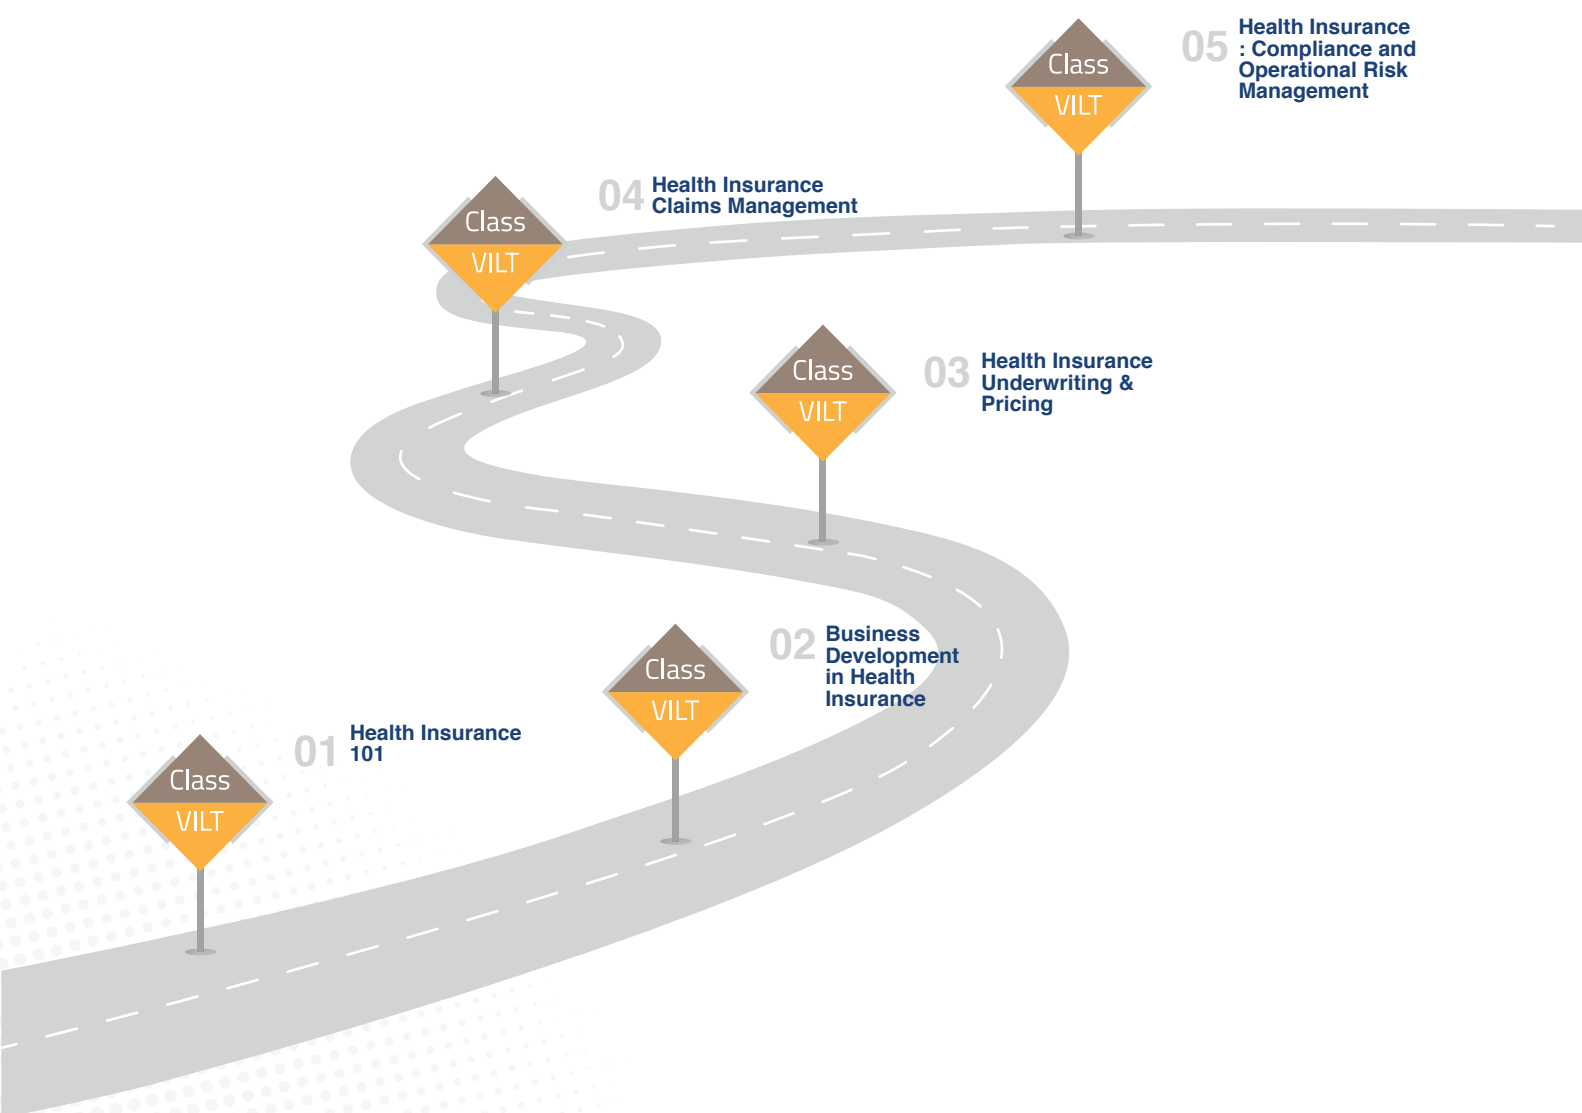 05
Health Insurance
: Compliance and
Operational Risk
Management
Class
VILT
04
Health Insurance
Claims Management
Class
VILT
03
Health Insurance
Underwriting &
Pricing
Class
VILT
02
Business
Development
in Health
Insurance
Class
VILT
01
Health Insurance
101
Class
VILT